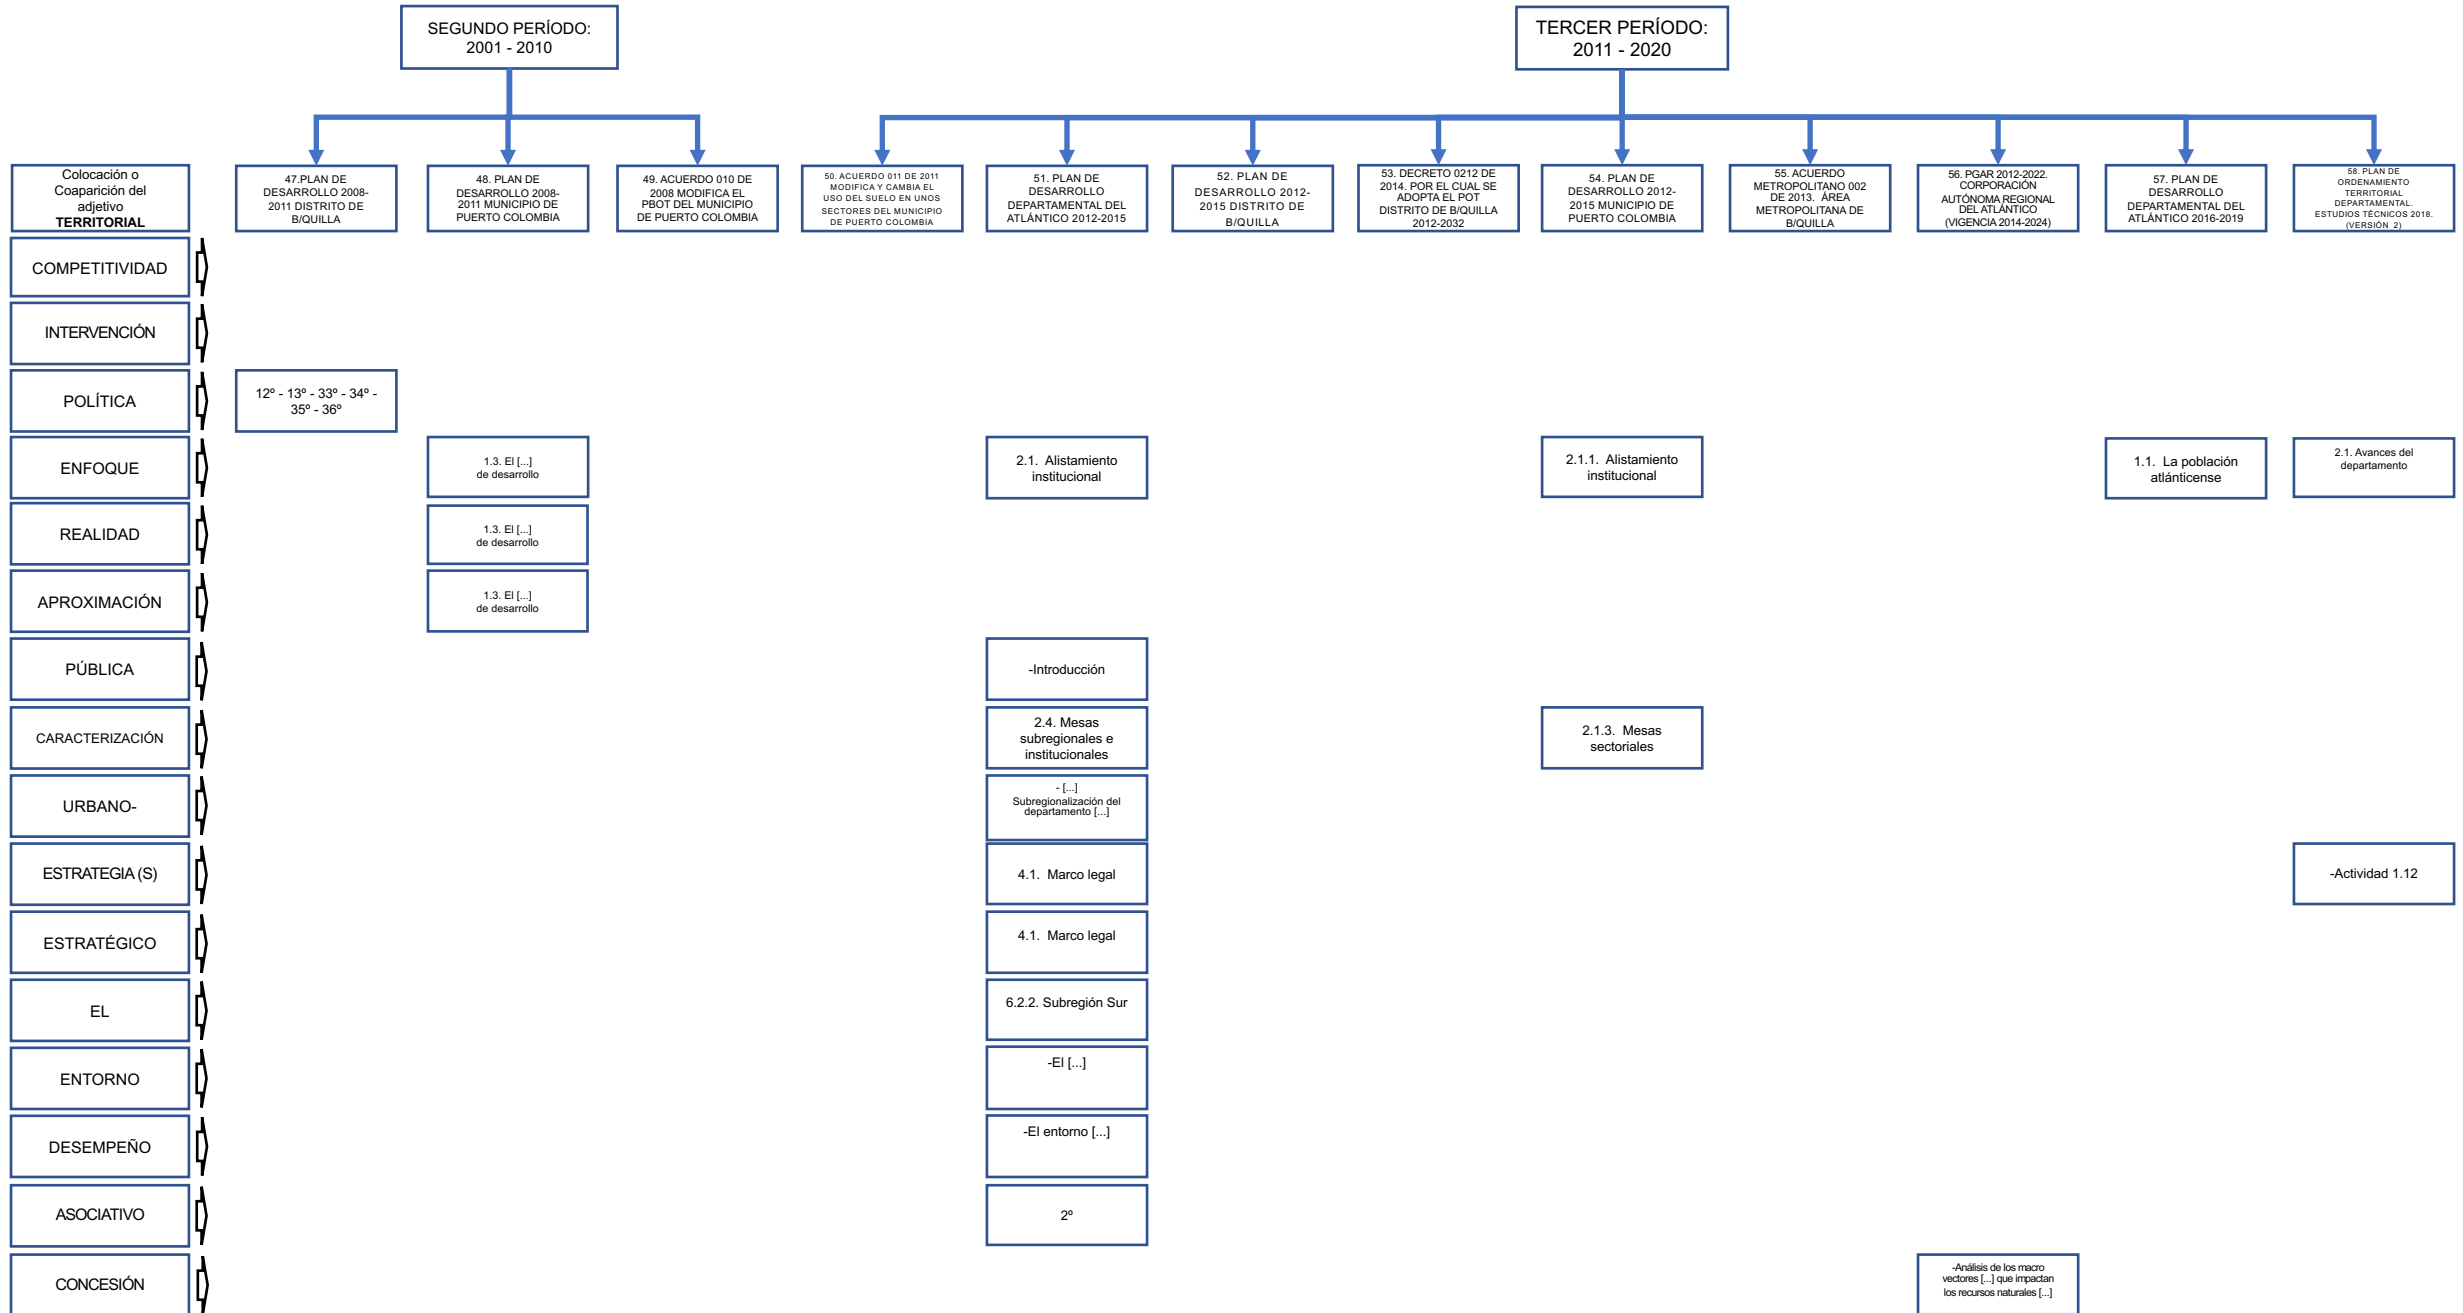 SEGUNDO PERÍODO:
2001 - 2010
TERCER PERÍODO:
2011 - 2020
Colocación o
Coaparición del
adjetivo
TERRITORIAL
47.PLAN DE
DESARROLLO 2008-
2011 DISTRITO DE
B/QUILLA
48. PLAN DE
DESARROLLO 2008-
2011 MUNICIPIO DE
PUERTO COLOMBIA
49. ACUERDO 010 DE
2008 MODIFICA EL
PBOT DEL MUNICIPIO
DE PUERTO COLOMBIA
50. ACUERDO 011 DE 2011
MODIFICA Y CAMBIA EL
USO DEL SUELO EN UNOS
SECTORES DEL MUNICIPIO
DE PUERTO COLOMBIA
51. PLAN DE
DESARROLLO
DEPARTAMENTAL DEL
ATLÁNTICO 2012-2015
52. PLAN DE
DESARROLLO 2012-
2015 DISTRITO DE
B/QUILLA
53. DECRETO 0212 DE
2014. POR EL CUAL SE
ADOPTA EL POT
DISTRITO DE B/QUILLA
2012-2032
54. PLAN DE
DESARROLLO 2012-
2015 MUNICIPIO DE
PUERTO COLOMBIA
55. ACUERDO
METROPOLITANO 002
DE 2013. ÁREA
METROPOLITANA DE
B/QUILLA
56. PGAR 2012-2022.
CORPORACIÓN
AUTÓNOMA REGIONAL
DEL ATLÁNTICO
(VIGENCIA 2014-2024)
57. PLAN DE
DESARROLLO
DEPARTAMENTAL DEL
ATLÁNTICO 2016-2019
58. PLAN DE
ORDENAMIENTO
TERRITORIAL
DEPARTAMENTAL.
ESTUDIOS TÉCNICOS 2018.
(VERSIÓN 2)
COMPETITIVIDAD
INTERVENCIÓN
POLÍTICA
12º - 13º - 33º - 34º -
35º - 36º
ENFOQUE
1.3. El [...]
de desarrollo
2.1. Alistamiento
institucional
2.1.1. Alistamiento
institucional
1.1. La población
atlánticense
2.1. Avances del
departamento
REALIDAD
1.3. El [...]
de desarrollo
APROXIMACIÓN
1.3. El [...]
de desarrollo
PÚBLICA
-Introducción
CARACTERIZACIÓN
2.4. Mesas
subregionales e
institucionales
2.1.3. Mesas
sectoriales
URBANO-
- [...]
Subregionalización del
departamento [...]
ESTRATEGIA (S)
4.1. Marco legal
-Actividad 1.12
ESTRATÉGICO
4.1. Marco legal
EL
6.2.2. Subregión Sur
ENTORNO
-El [...]
DESEMPEÑO
-El entorno [...]
ASOCIATIVO
2º
CONCESIÓN
-Análisis de los macro
vectores [...] que impactan
los recursos naturales [...]